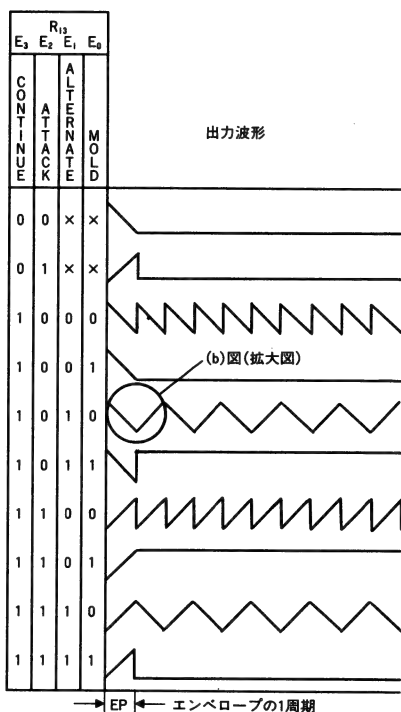 R13
E3 E2 E1 E0
CONTINUE
ATTACK
ALTERNATE
MOLD
出力波形
0 0 × ×
0 1 × ×
1 0 0 0
1 0 0 1
(b)図(拡大図)
1 0 1 0
1 0 1 1
1 1 0 0
1 1 0 1
1 1 1 0
1 1 1 1
EP エンベロープの1周期